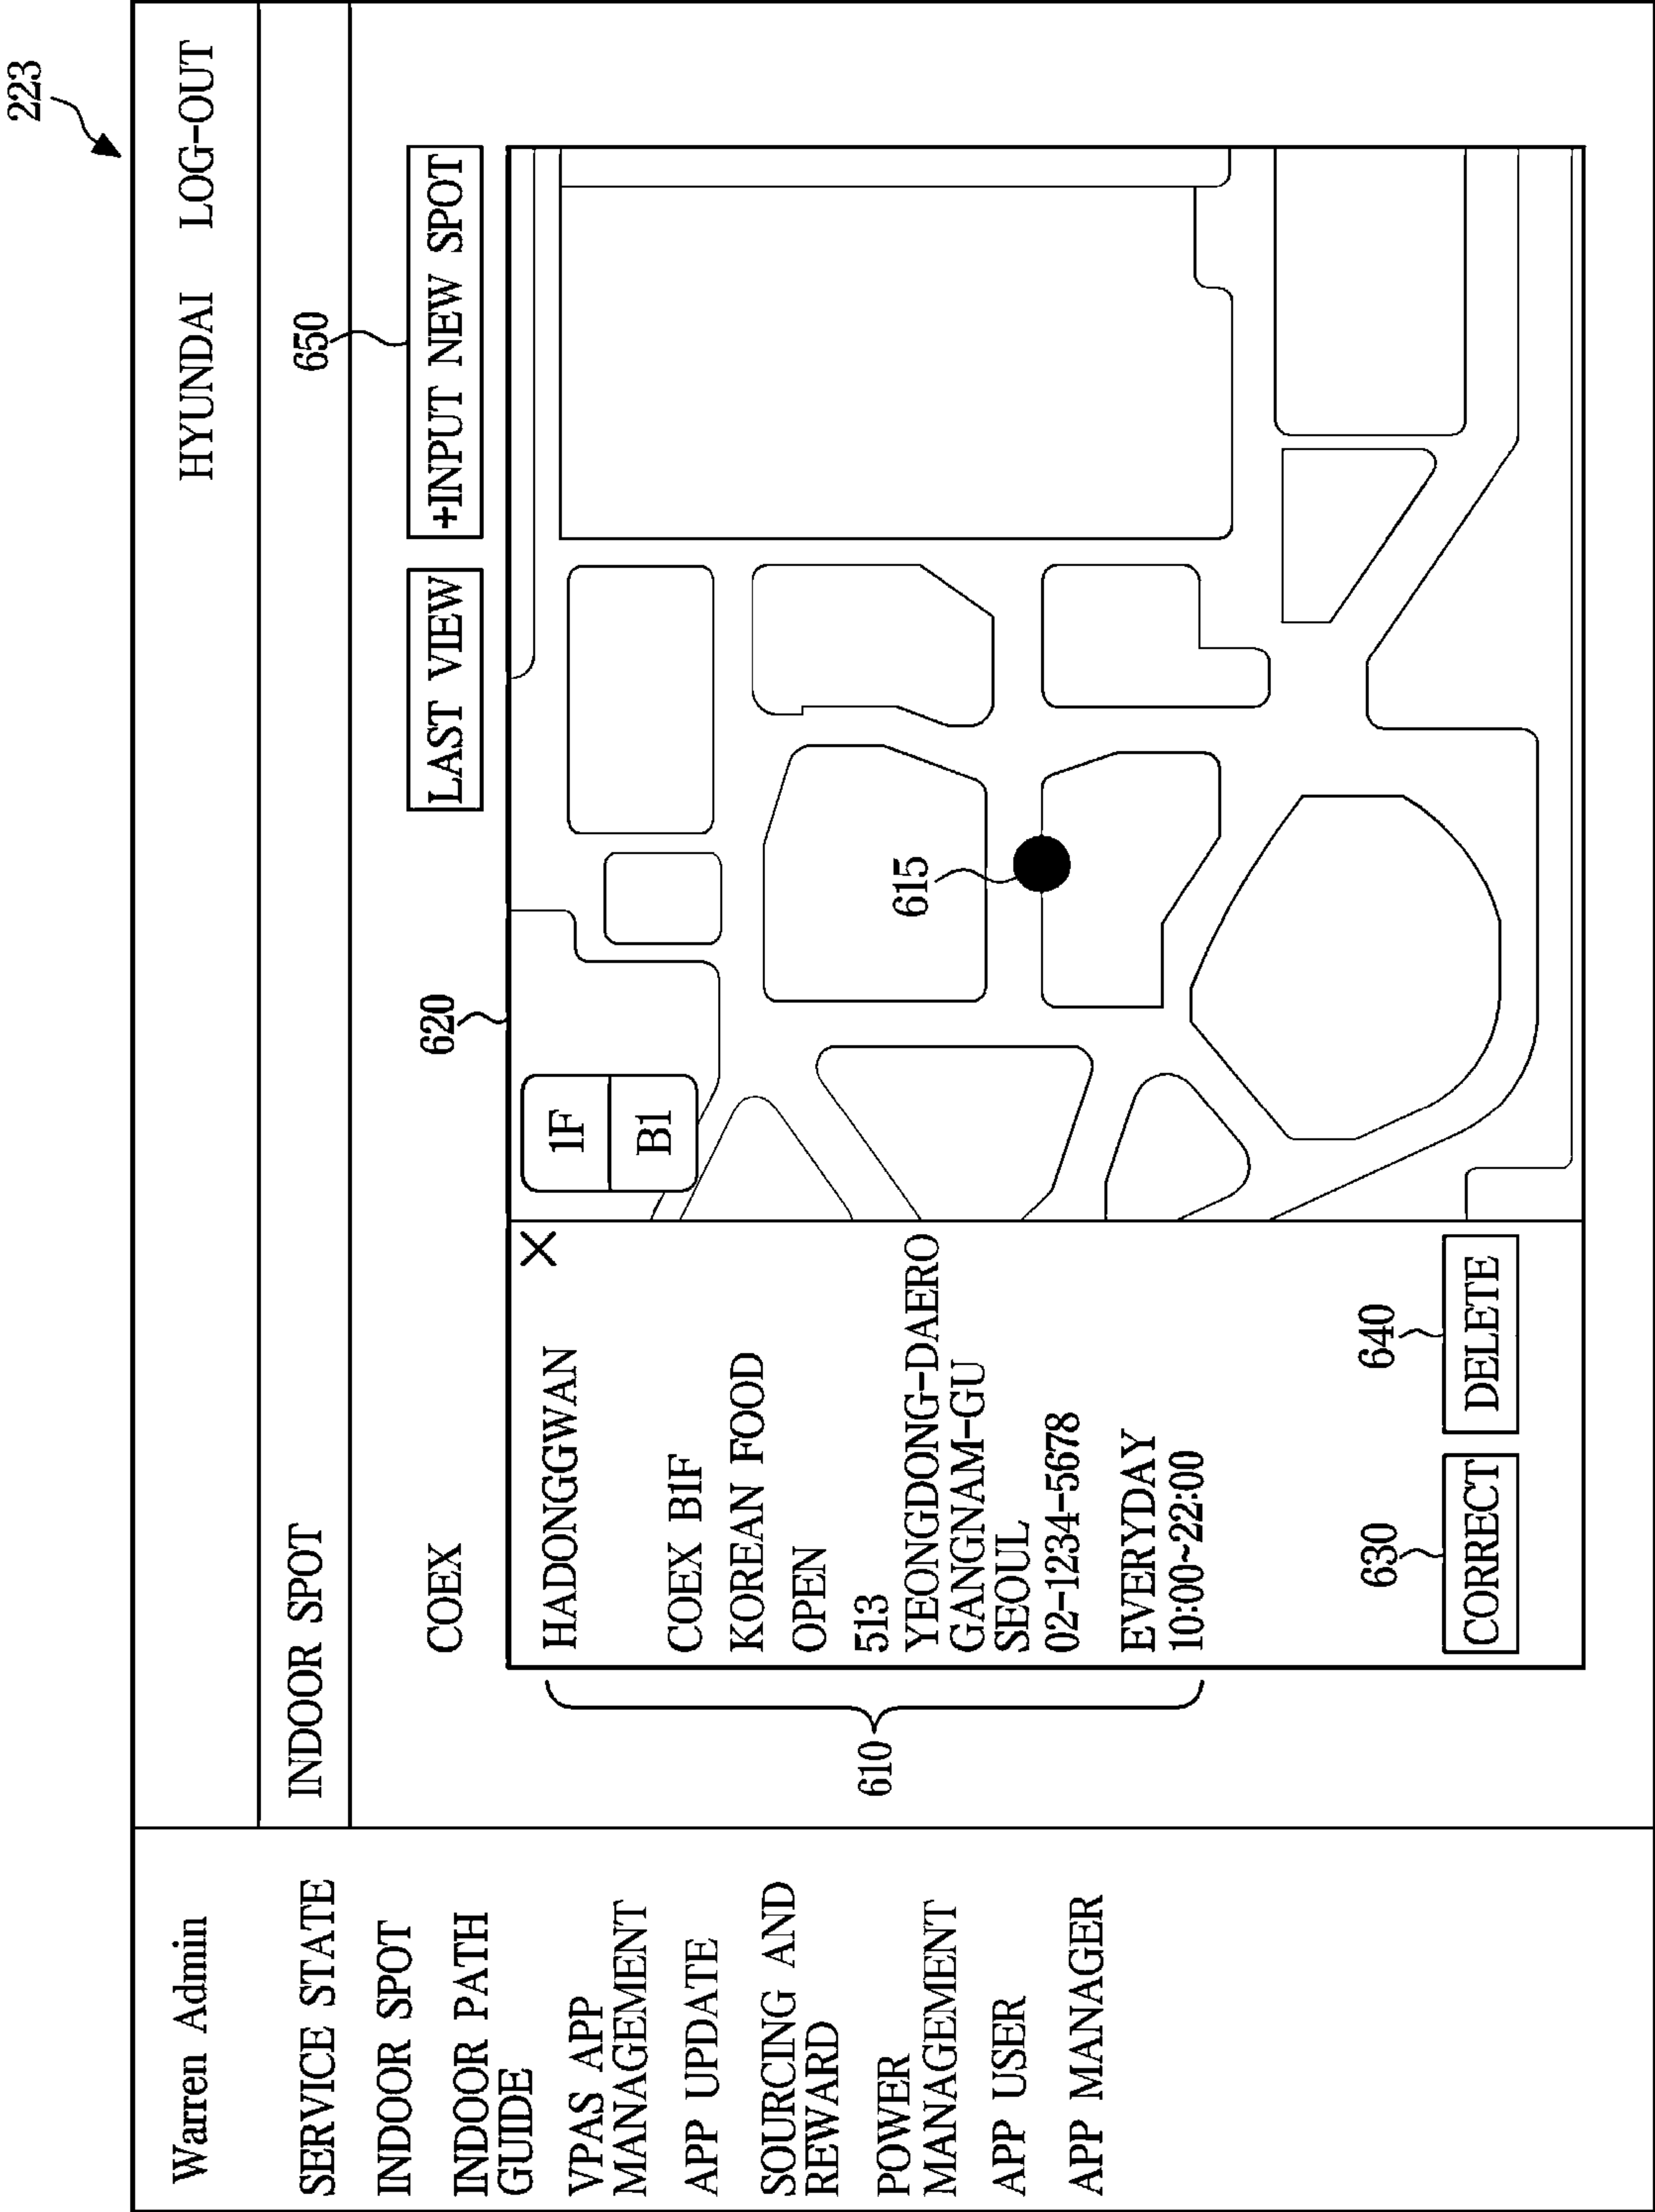 223
HYUNDAI LOG-OUT
Warren Admin
SERVICE STATE
INDOOR SPOT
INDOOR PATH
GUIDE
VPAS APP
MANAGEMENT
APP UPDATE
SOURCING AND
REWARD
POWER
MANAGEMENT
APP USER
APP MANAGER
INDOOR SPOT
650
COEX
620
LAST VIEW
+INPUT NEW SPOT
610
HADONGGWAN
X
COEX B1F
KOREAN FOOD
OPEN
513
YEONGDONG-DAERO
GANGNAM-GU
SEOUL
02-1234-5678
EVERYDAY
10:00~22:00
630
640
CORRECT
DELETE
1F
B1
615